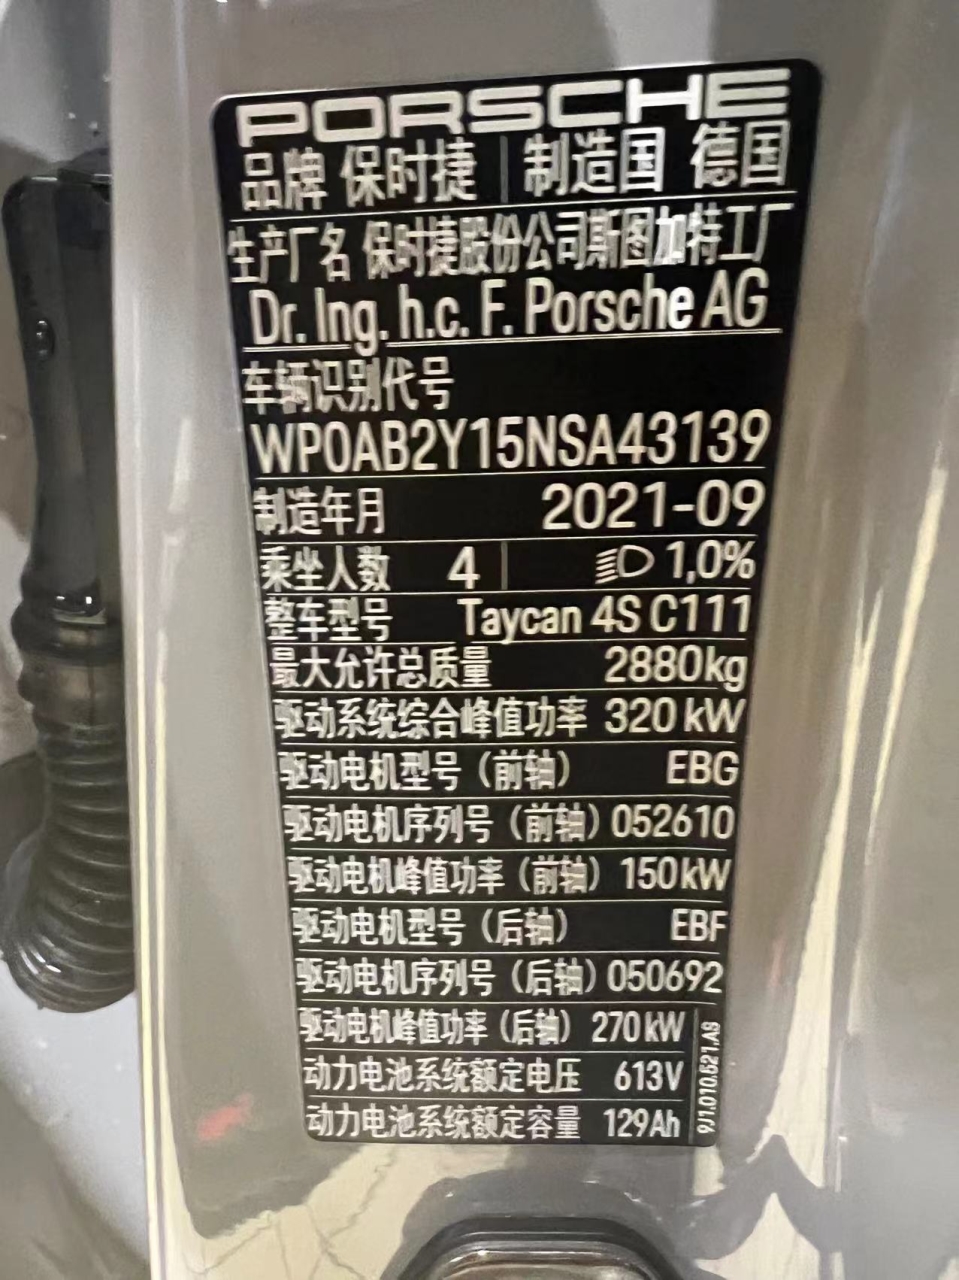 PORSCHE
品牌 保时捷 制造国 德国
生产厂名 保时捷股份公司斯图加特工厂
Dr. Ing. h.c. F. Porsche AG
车辆识别代号
WP0AB2Y15NSA43139
制造年月 2021-09
乘坐人数 4 1,0%
整车型号 Taycan 4S C111
最大允许总质量 2880kg
驱动系统综合峰值功率 320 kW
驱动电机型号（前轴） EBG
驱动电机序列号（前轴）052610
驱动电机峰值功率（前轴） 150kW
驱动电机型号（后轴） EBF
驱动电机序列号（后轴）050692
驱动电机峰值功率（后轴） 270kW
动力电池系统额定电压 613V
动力电池系统额定容量 129Ah
9J1.010.521.A9